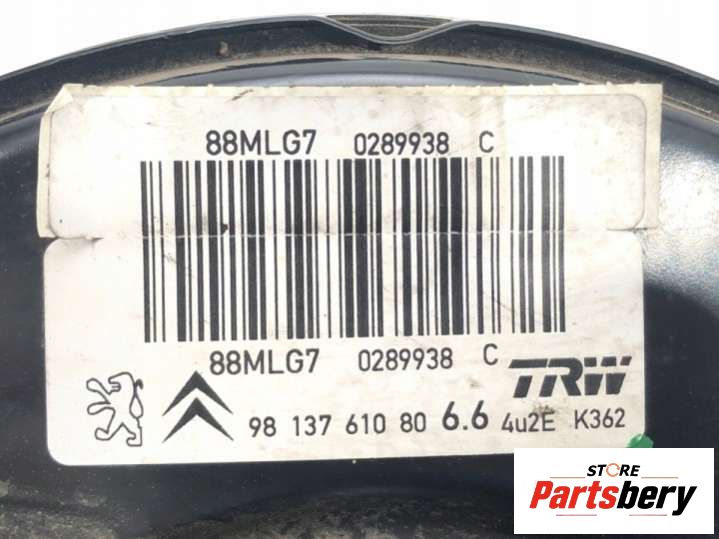 88MLG7 0289938 C
88MLG7 0289938 C
TRW
98 137 610 80 6.6 4u2E K362
STORE
Partsbery